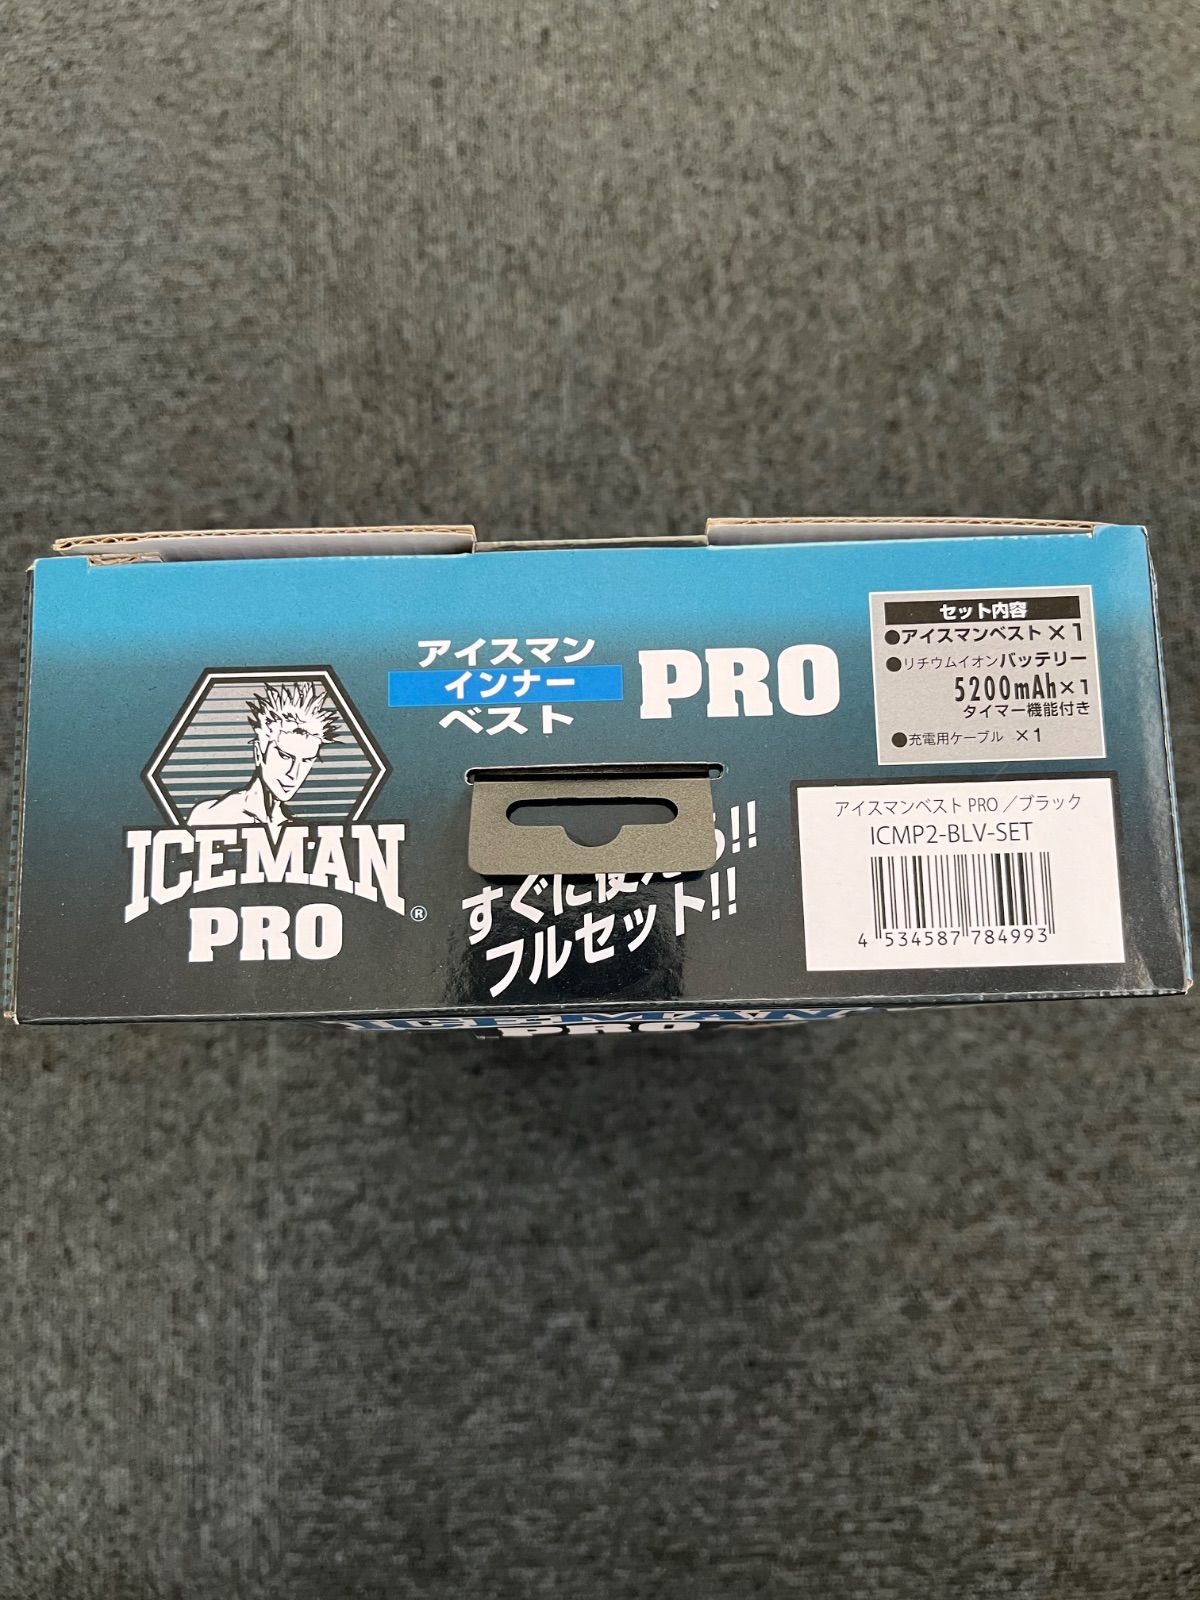 アイスマン
インナー
ベスト
PRO
セット内容
●アイスマンベスト×1
●リチウムイオンバッテリー
5200mAh×1
タイマー機能付き
●充電用ケーブル ×1
ICEMAN
PRO
®
!!
すぐに使え
フルセット!!
アイスマンベスト PRO ／ブラック
ICMP2-BLV-SET
4 534587 784993
ICEMAN
PRO